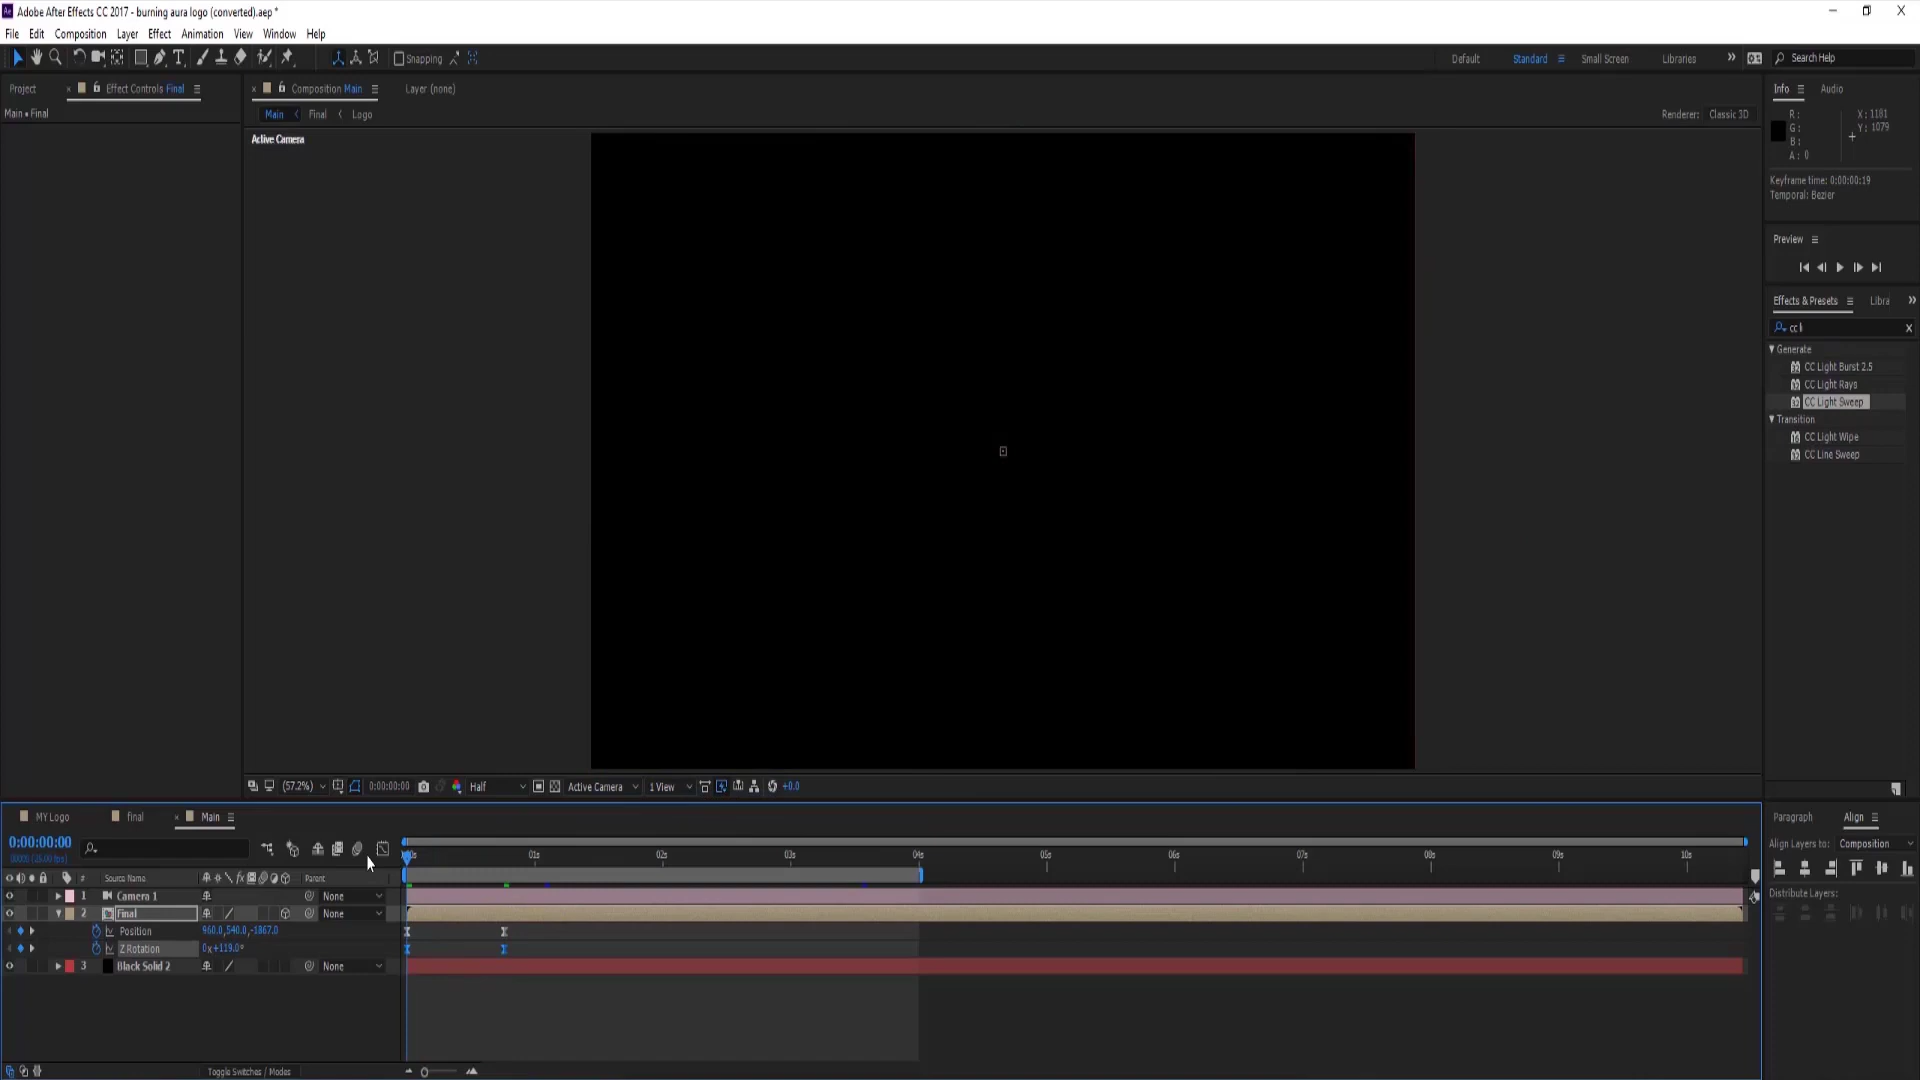 Adobe After Effects CC 2017 - burning aura logo (converted).aep *
File Edit Composition Layer Effect Animation View Window Help
Snapping Default Standard Small Screen Libraries Search Help
Project Effect Controls Final Composition Main Layer (none) Info Audio
Main • Final Main Final Logo Renderer: Classic 3D
R: X: 1181
G: Y: 1079
B:
A: 0
Active Camera
Keyframe time: 0:00:00:19
Temporal: Bezier
Preview
Effects & Presets Libra
cc li
Generate
CC Light Burst 2.5
CC Light Rays
CC Light Sweep
Transition
CC Light Wipe
CC Line Sweep
(57.2%) 0:00:00:00 Half Active Camera 1 View +0.0
MY Logo final Main Paragraph Align
0:00:00:00
00000 (25.00 fps)
Align Layers to: Composition
01s 02s 03s 04s 05s 06s 07s 08s 09s 10s
# Source Name Parent
Distribute Layers:
1 Camera 1 None
2 Final None
Position 960.0,540.0,-1867.0
Z Rotation 0x+119.0°
3 Black Solid 2 None
Toggle Switches / Modes